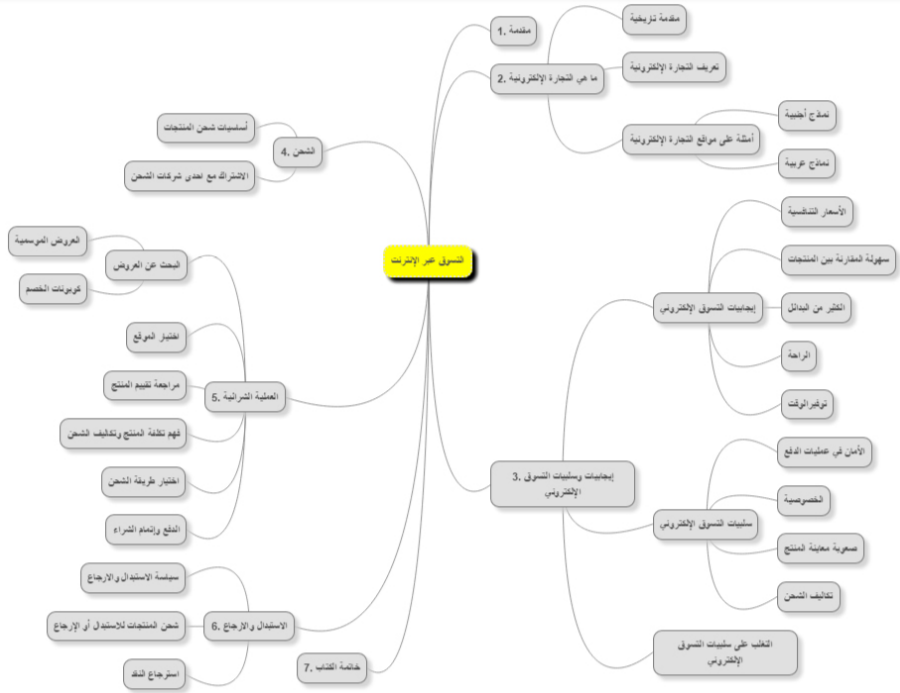 التسوق عبر الإنترنت
1. مقدمة
2. ما هي التجارة الإلكترونية
مقدمة تاريخية
تعريف التجارة الإلكترونية
أمثلة على مواقع التجارة الإلكترونية
نماذج أجنبية
نماذج عربية
3. إيجابيات وسلبيات التسوق
الإلكتروني
إيجابيات التسوق الإلكتروني
الأسعار التنافسية
سهولة المقارنة بين المنتجات
الكثير من البدائل
الراحة
توفيرالوقت
سلبيات التسوق الإلكتروني
الأمان في عمليات الدفع
الخصوصية
صعوبة معاينة المنتج
تكاليف الشحن
التغلب على سلبيات التسوق
الإلكتروني
4. الشحن
أساسيات شحن المنتجات
الاشتراك مع احدى شركات الشحن
5. العملية الشرائية
البحث عن العروض
العروض الموسمية
كوبونات الخصم
اختيار الموقع
مراجعة تقييم المنتج
فهم تكلفة المنتج وتكاليف الشحن
اختيار طريقة الشحن
الدفع وإتمام الشراء
6. الاستبدال والارجاع
سياسة الاستبدال والارجاع
شحن المنتجات للاستبدال أو الإرجاع
استرجاع النقد
7. خاتمة الكتاب